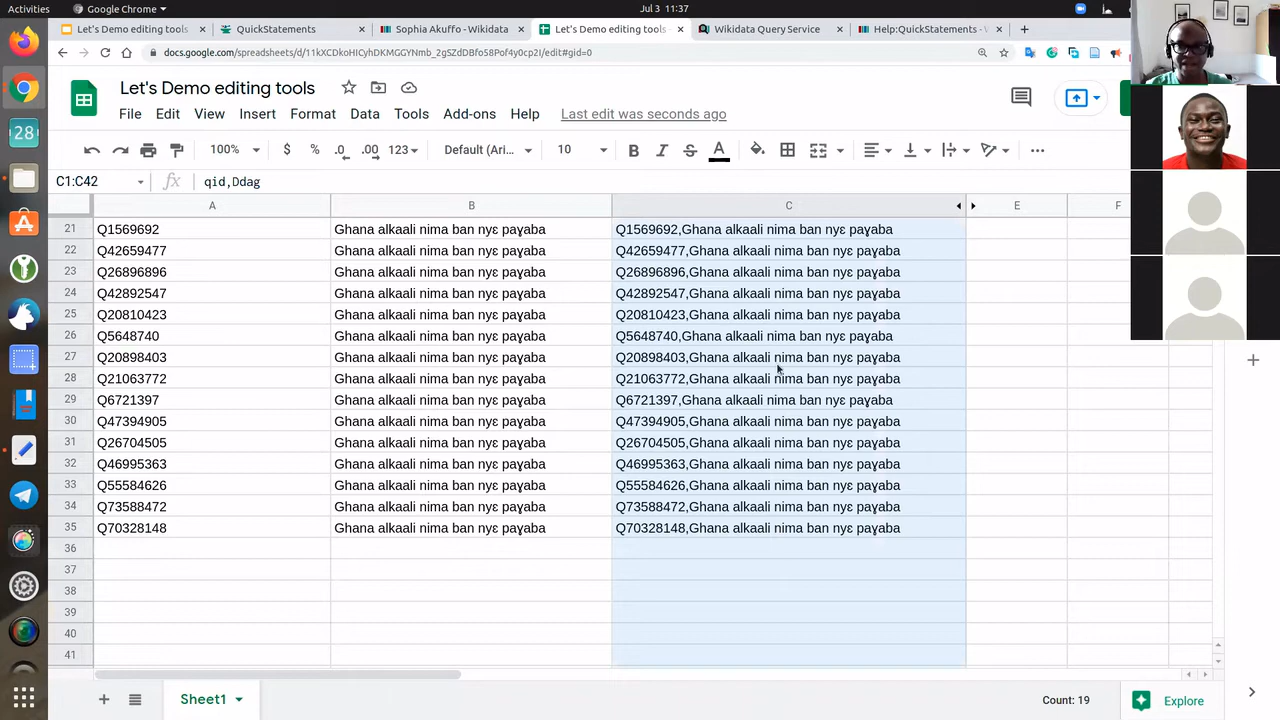 Activities
Google Chrome
Jul 3 11:37
Let's Demo editing tools
QuickStatements
Sophia Akuffo - Wikidata
Let's Demo editing tools
Wikidata Query Service
Help:QuickStatements -
docs.google.com/spreadsheets/d/11kXCDkoHICyhDKMGGYNmb_2gSZdDBfo58Pof4y0cp2I/edit#gid=0
Let's Demo editing tools
File Edit View Insert Format Data Tools Add-ons Help Last edit was seconds ago
100% $ % .0 .00 123 Default (Ari... 10 B I S A
C1:C42 fx qid,Ddag
A B C E F
21 Q1569692 Ghana alkaali nima ban nyɛ paɣaba Q1569692,Ghana alkaali nima ban nyɛ paɣaba
22 Q42659477 Ghana alkaali nima ban nyɛ paɣaba Q42659477,Ghana alkaali nima ban nyɛ paɣaba
23 Q26896896 Ghana alkaali nima ban nyɛ paɣaba Q26896896,Ghana alkaali nima ban nyɛ paɣaba
24 Q42892547 Ghana alkaali nima ban nyɛ paɣaba Q42892547,Ghana alkaali nima ban nyɛ paɣaba
25 Q20810423 Ghana alkaali nima ban nyɛ paɣaba Q20810423,Ghana alkaali nima ban nyɛ paɣaba
26 Q5648740 Ghana alkaali nima ban nyɛ paɣaba Q5648740,Ghana alkaali nima ban nyɛ paɣaba
27 Q20898403 Ghana alkaali nima ban nyɛ paɣaba Q20898403,Ghana alkaali nima ban nyɛ paɣaba
28 Q21063772 Ghana alkaali nima ban nyɛ paɣaba Q21063772,Ghana alkaali nima ban nyɛ paɣaba
29 Q6721397 Ghana alkaali nima ban nyɛ paɣaba Q6721397,Ghana alkaali nima ban nyɛ paɣaba
30 Q47394905 Ghana alkaali nima ban nyɛ paɣaba Q47394905,Ghana alkaali nima ban nyɛ paɣaba
31 Q26704505 Ghana alkaali nima ban nyɛ paɣaba Q26704505,Ghana alkaali nima ban nyɛ paɣaba
32 Q46995363 Ghana alkaali nima ban nyɛ paɣaba Q46995363,Ghana alkaali nima ban nyɛ paɣaba
33 Q55584626 Ghana alkaali nima ban nyɛ paɣaba Q55584626,Ghana alkaali nima ban nyɛ paɣaba
34 Q73588472 Ghana alkaali nima ban nyɛ paɣaba Q73588472,Ghana alkaali nima ban nyɛ paɣaba
35 Q70328148 Ghana alkaali nima ban nyɛ paɣaba Q70328148,Ghana alkaali nima ban nyɛ paɣaba
36
37
38
39
40
41
Sheet1
Count: 19
Explore
28